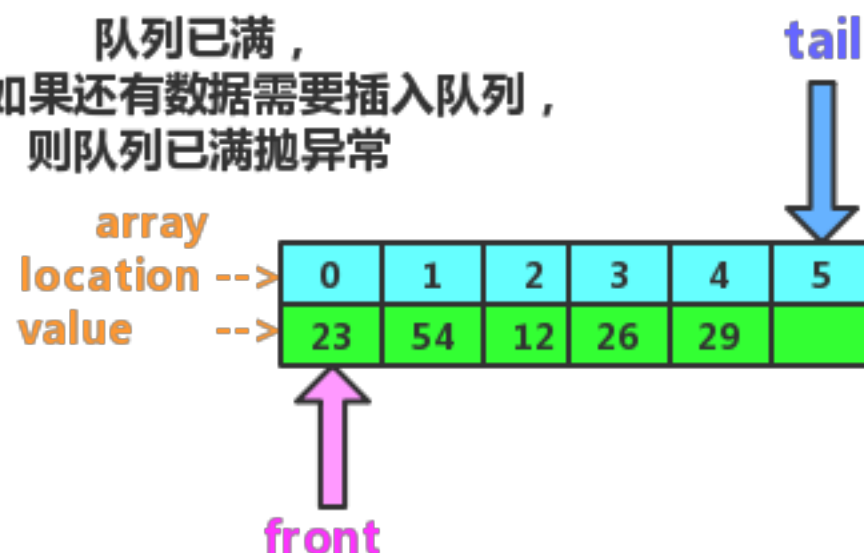 队列已满，
如果还有数据需要插入队列，
则队列已满抛异常
tail
array
location --> 0 1 2 3 4 5
value --> 23 54 12 26 29
front